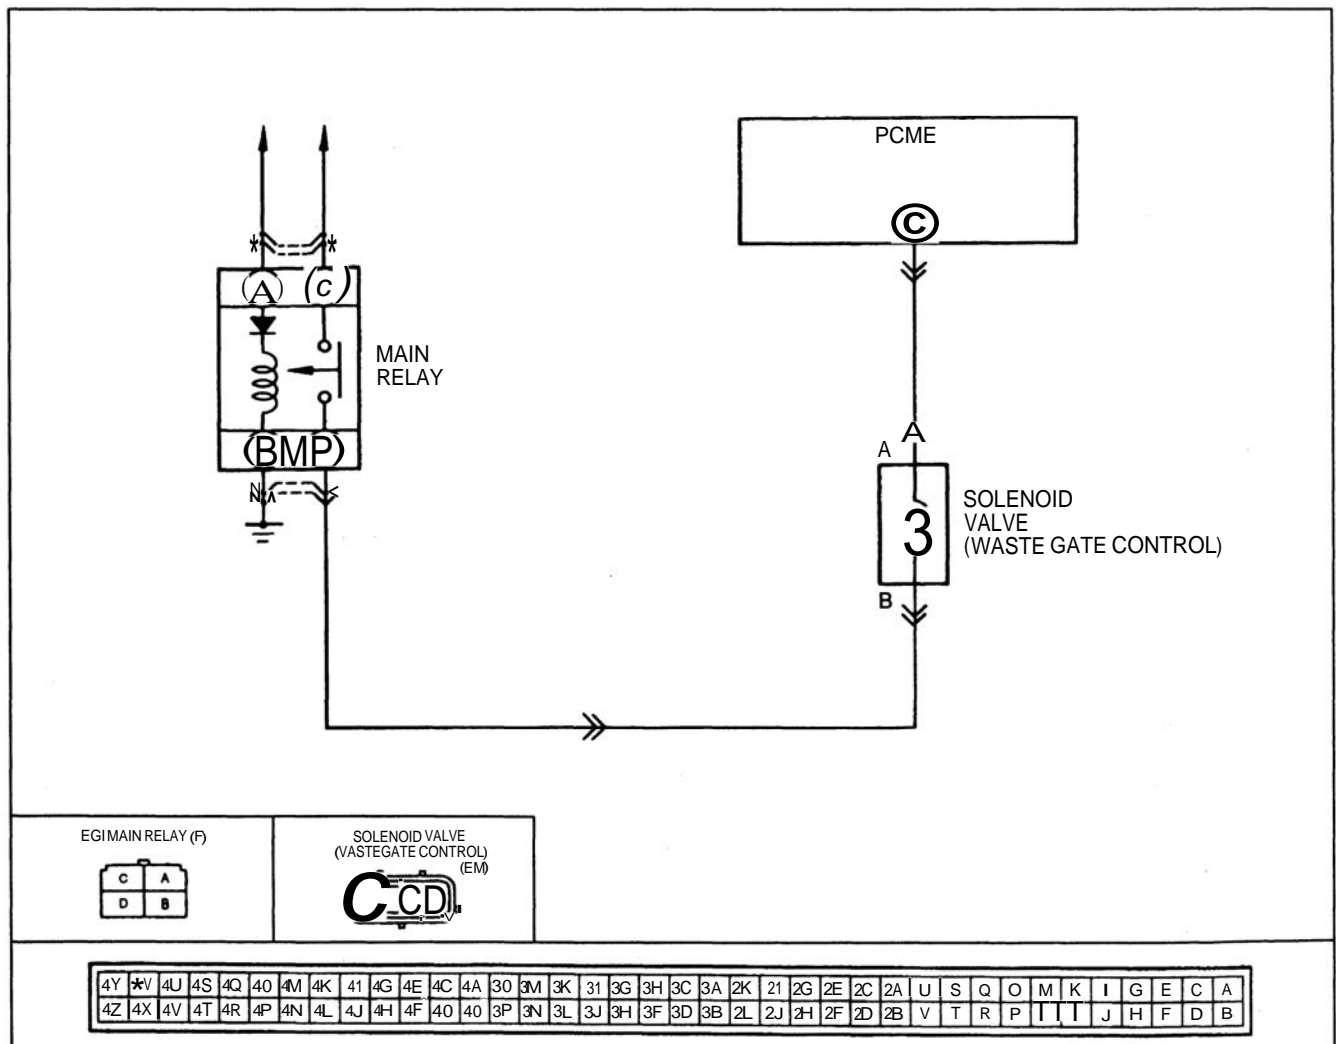 PCME
C
(A) (c)
MAIN
RELAY
(BMP)
A
A
3
SOLENOID
VALVE
(WASTE GATE CONTROL)
B
EGI MAIN RELAY (F)
C A
D B
SOLENOID VALVE
(VASTEGATE CONTROL)
(EM)
C CD
4Y *V 4U 4S 4Q 40 4M 4K 41 4G 4E 4C 4A 30 3M 3K 31 3G 3H 3C 3A 2K 21 2G 2E 2C 2A U S Q O M K I G E C A
4Z 4X 4V 4T 4R 4P 4N 4L 4J 4H 4F 40 40 3P 3N 3L 3J 3H 3F 3D 3B 2L 2J 2H 2F 2D 2B V T R P J H F D B